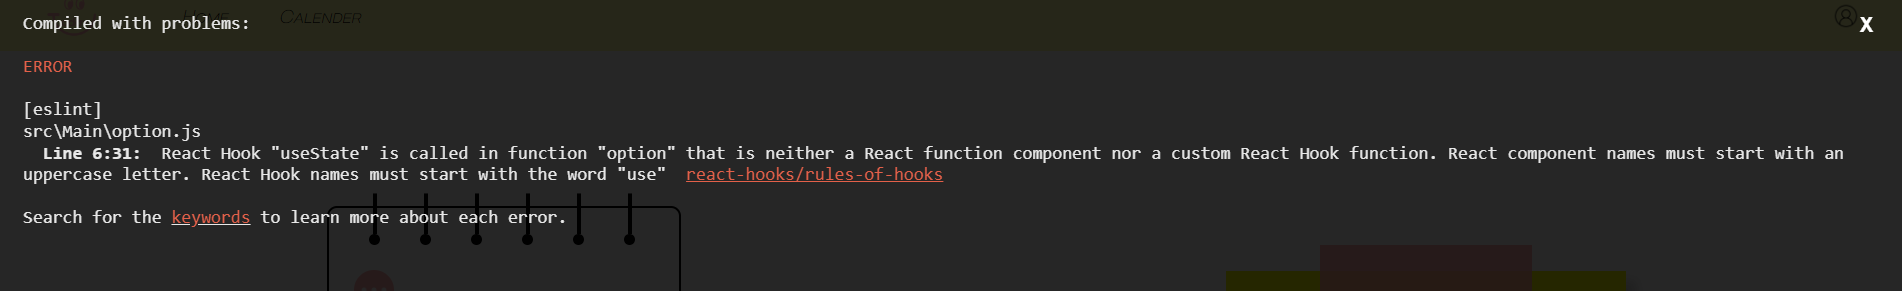 Compiled with problems:
X
HOME
CALENDER
ERROR
[eslint]
src\Main\option.js
Line 6:31:  React Hook "useState" is called in function "option" that is neither a React function component nor a custom React Hook function. React component names must start with an
uppercase letter. React Hook names must start with the word "use"  react-hooks/rules-of-hooks
Search for the keywords to learn more about each error.